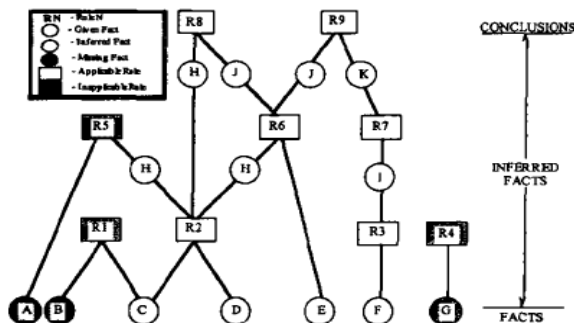 RN - Rule N
- Given Fact
- Inferred Fact
- Missing Fact
- Applicable Rule
- Inapplicable Rule
R8
R9
CONCLUSIONS
H
J
J
K
R5
R6
R7
H
H
I
INFERRED
FACTS
R1
R2
R3
R4
A
B
C
D
E
F
G
FACTS